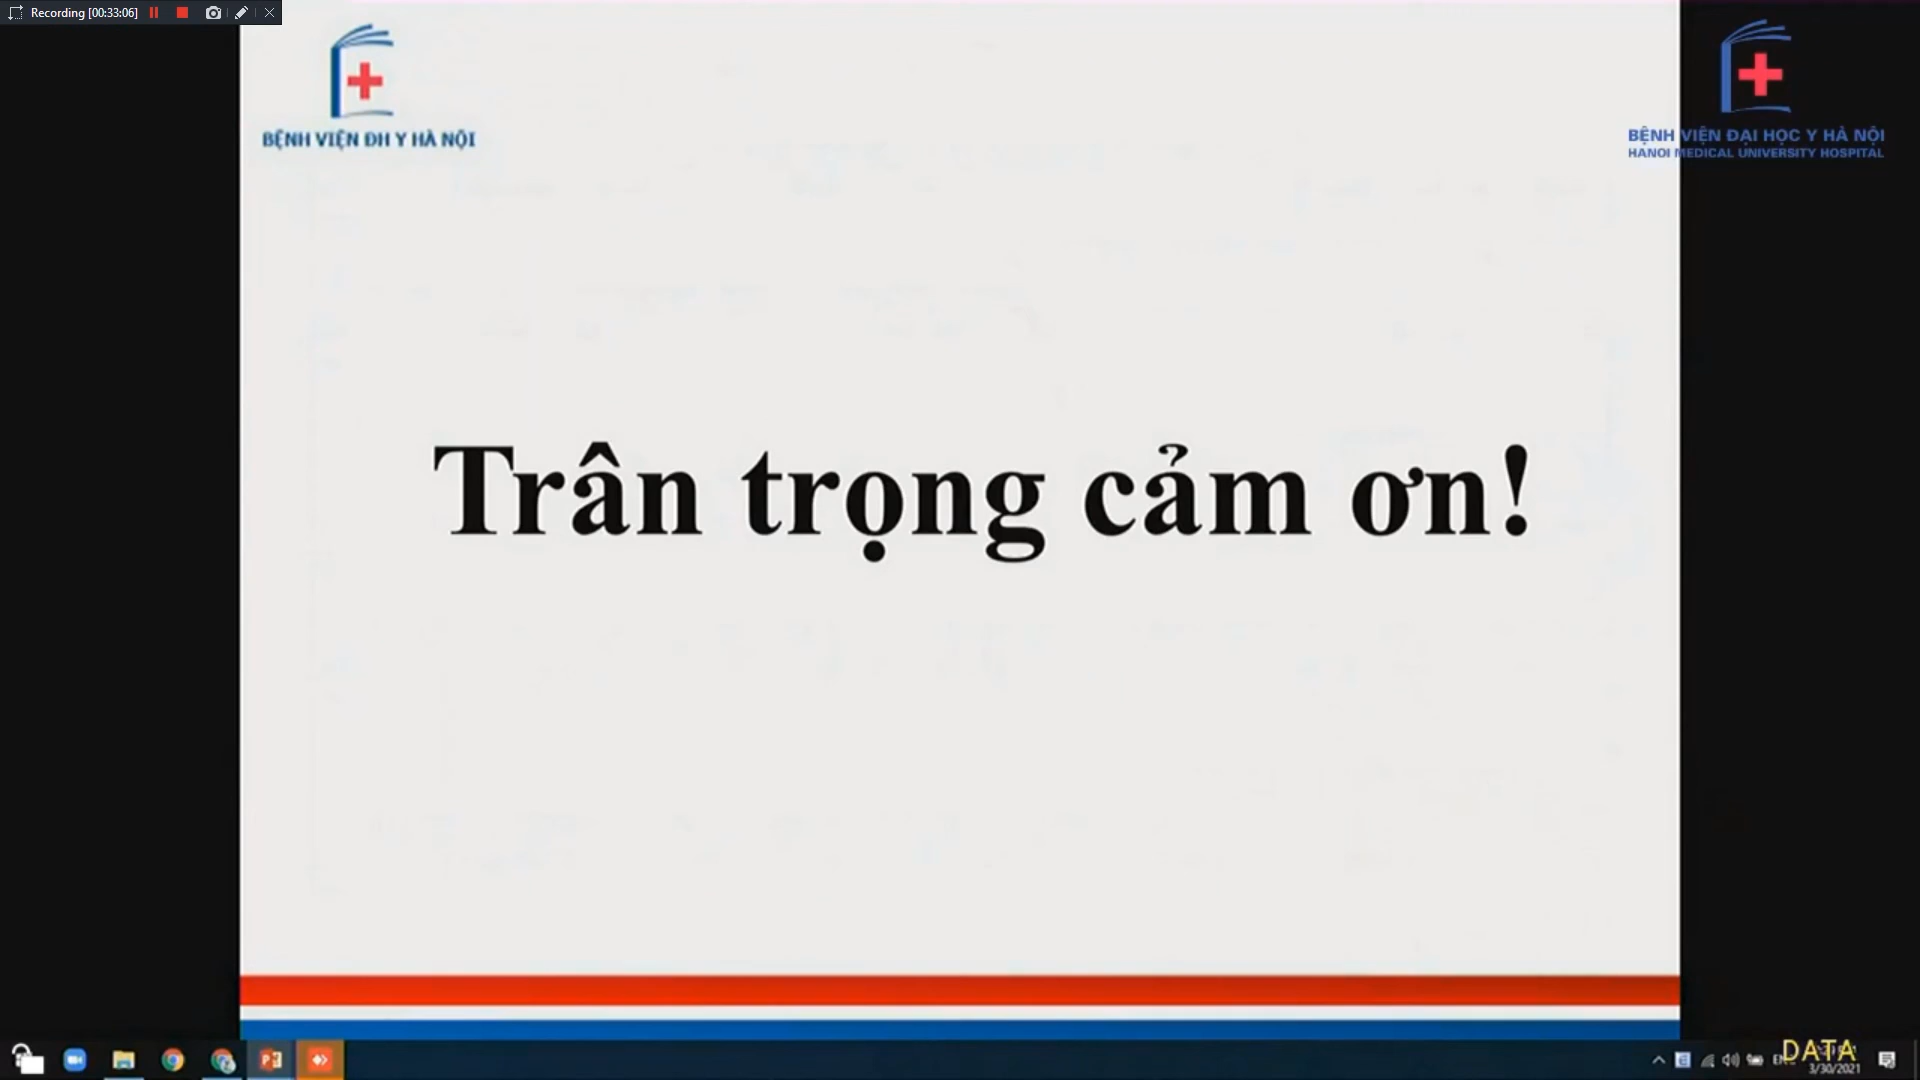 Recording [00:33:06]
BỆNH VIỆN ĐH Y HÀ NỘI
BỆNH VIỆN ĐẠI HỌC Y HÀ NỘI
HANOI MEDICAL UNIVERSITY HOSPITAL
Trân trọng cảm ơn!
DATA
3/30/2021